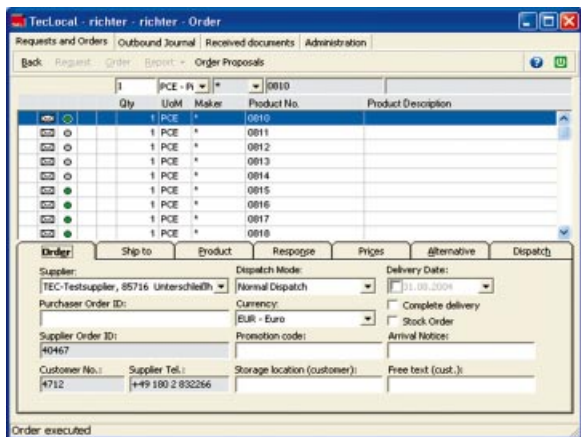 TecLocal - richter - richter - Order
Requests and Orders Outbound Journal Received documents Administration
Back Request Order Report Order Proposals
1 PCE - Pi * 0810
Qty UoM Maker Product No. Product Description
1 PCE * 0810
1 PCE * 0811
1 PCE * 0812
1 PCE * 0813
1 PCE * 0814
1 PCE * 0815
1 PCE * 0816
1 PCE * 0817
1 PCE * 0818
Order Ship to Product Response Prices Alternative Dispatch
Supplier: Dispatch Mode: Delivery Date:
TEC-Testsupplier, 85716 Unterschleißh Normal Dispatch 31.08.2004
Purchaser Order ID: Currency: Complete delivery
EUR - Euro Stock Order
Supplier Order ID: Promotion code: Arrival Notice:
40467
Customer No.: Supplier Tel.: Storage location (customer): Free text (cust.):
4712 +49 180 2 832266
Order executed